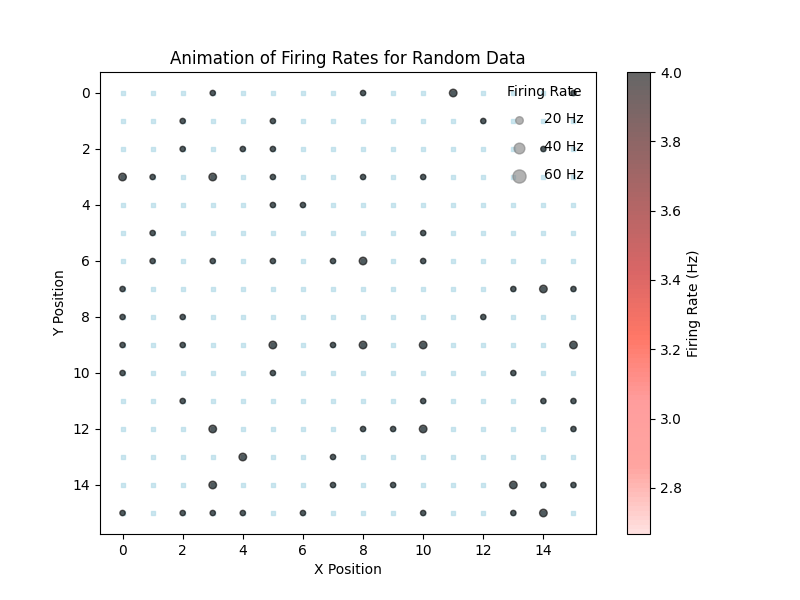 Animation of Firing Rates for Random Data
Firing Rate
20 Hz
40 Hz
60 Hz
0
2
4
6
8
10
12
14
Y Position
0 2 4 6 8 10 12 14
X Position
4.0
3.8
3.6
3.4
3.2
3.0
2.8
Firing Rate (Hz)